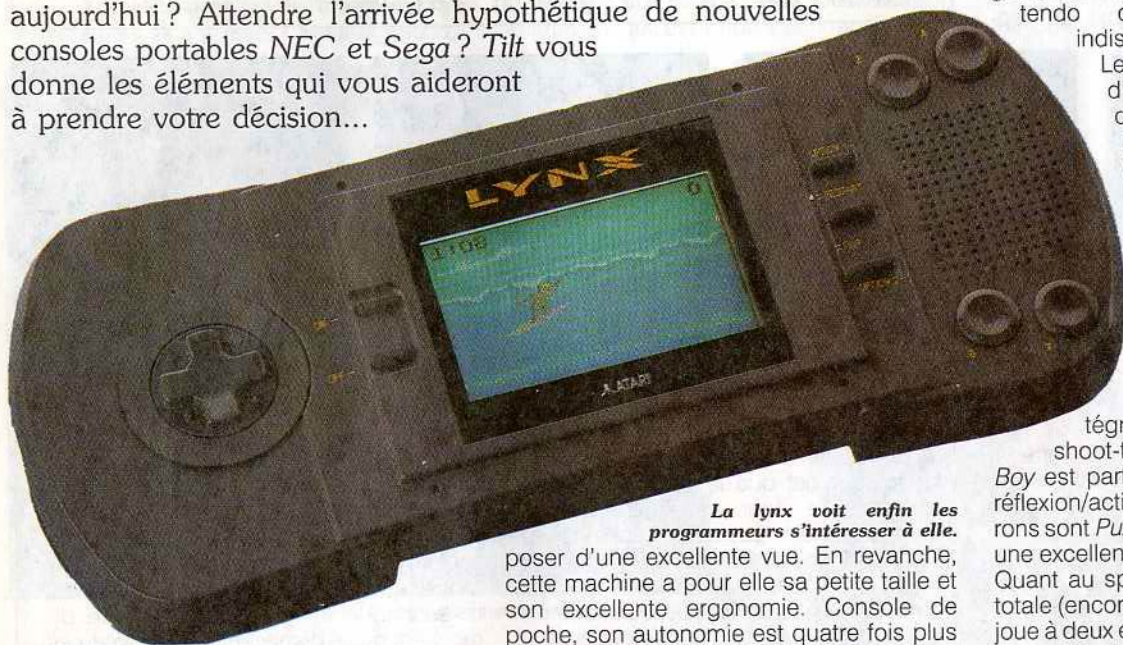 aujourd'hui ? Attendre l'arrivée hypothétique de nouvelles
consoles portables NEC et Sega ? Tilt vous
donne les éléments qui vous aideront
à prendre votre décision...
LYNX
ATARI
La lynx voit enfin les
programmeurs s'intéresser à elle.
poser d'une excellente vue. En revanche,
cette machine a pour elle sa petite taille et
son excellente ergonomie. Console de
poche, son autonomie est quatre fois plus
tendo
indis
Le
tégr
shoot-t
Boy est par
réflexion/acti
rons sont Pu
une excellen
Quant au sp
totale (encor
joue à deux e